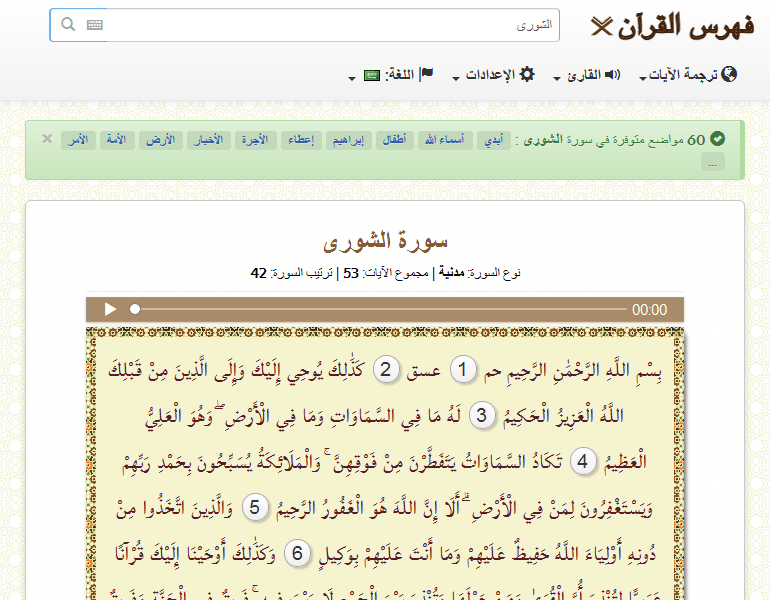 فهرس القرآن
الشورى
ترجمة الآيات القارئ الإعدادات اللغة:
60 مواضع متوفرة في سورة الشورى : أيدي أسماء الله أطفال إبراهيم إعطاء الأجرة الأخبار الأرض الأمة الأمر ×
...
سورة الشورى
نوع السورة: مدنية | مجموع الآيات: 53 | ترتيب السورة: 42
00:00
بِسْمِ اللَّهِ الرَّحْمَٰنِ الرَّحِيمِ حم 1 عسق 2 كَذَٰلِكَ يُوحِي إِلَيْكَ وَإِلَى الَّذِينَ مِنْ قَبْلِكَ
اللَّهُ الْعَزِيزُ الْحَكِيمُ 3 لَهُ مَا فِي السَّمَاوَاتِ وَمَا فِي الْأَرْضِ ۖ وَهُوَ الْعَلِيُّ
الْعَظِيمُ 4 تَكَادُ السَّمَاوَاتُ يَتَفَطَّرْنَ مِنْ فَوْقِهِنَّ ۚ وَالْمَلَائِكَةُ يُسَبِّحُونَ بِحَمْدِ رَبِّهِمْ
وَيَسْتَغْفِرُونَ لِمَنْ فِي الْأَرْضِ ۗ أَلَا إِنَّ اللَّهَ هُوَ الْغَفُورُ الرَّحِيمُ 5 وَالَّذِينَ اتَّخَذُوا مِنْ
دُونِهِ أَوْلِيَاءَ اللَّهُ حَفِيظٌ عَلَيْهِمْ وَمَا أَنْتَ عَلَيْهِمْ بِوَكِيلٍ 6 وَكَذَٰلِكَ أَوْحَيْنَا إِلَيْكَ قُرْآنًا